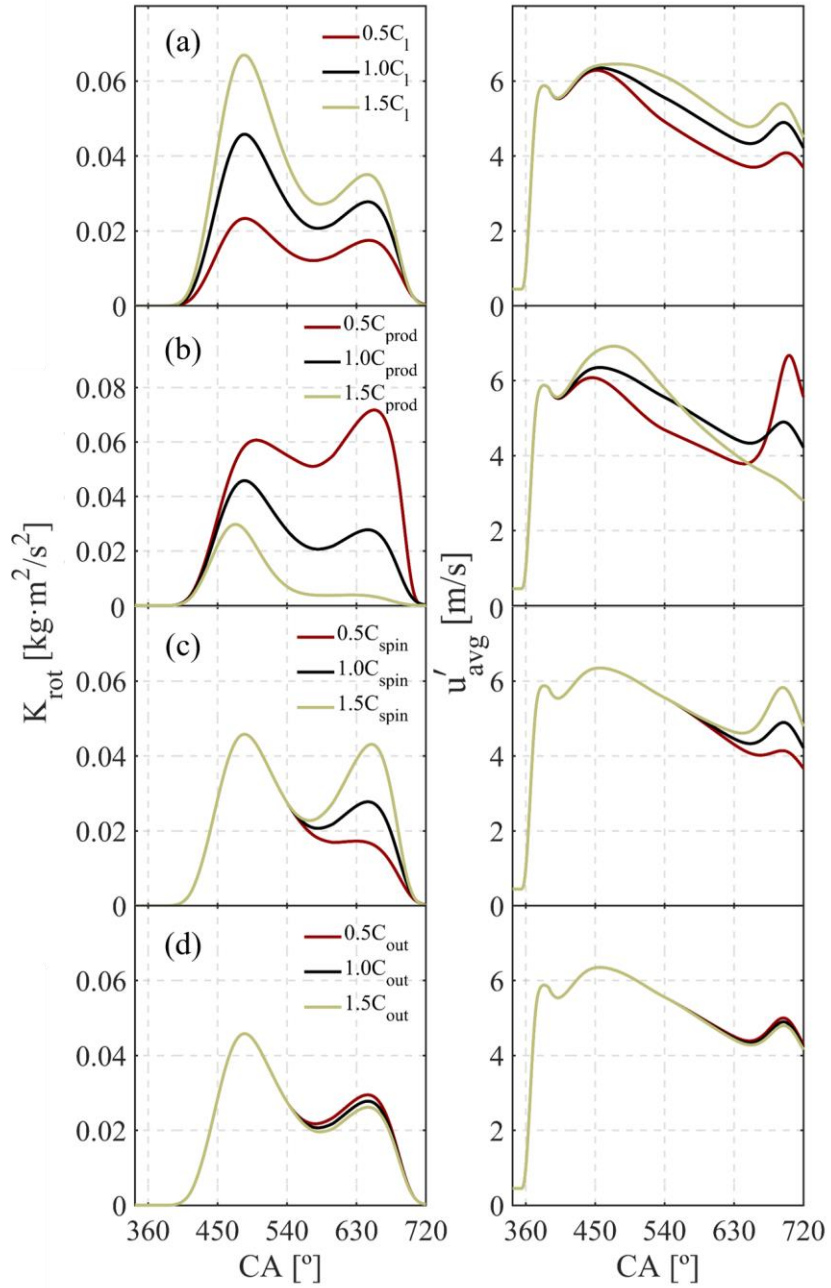 (a)
0.5C_l
1.0C_l
1.5C_l
0.06
0.04
0.02
0
8
6
4
2
0
(b)
0.5C_prod
1.0C_prod
1.5C_prod
0.08
0.06
0.04
0.02
0
6
4
2
0
K_rot [kg·m²/s²]
u′_avg [m/s]
(c)
0.5C_spin
1.0C_spin
1.5C_spin
0.06
0.04
0.02
0
6
4
2
0
(d)
0.5C_out
1.0C_out
1.5C_out
0.06
0.04
0.02
0
6
4
2
0
360 450 540 630 720
360 450 540 630 720
CA [º]
CA [º]